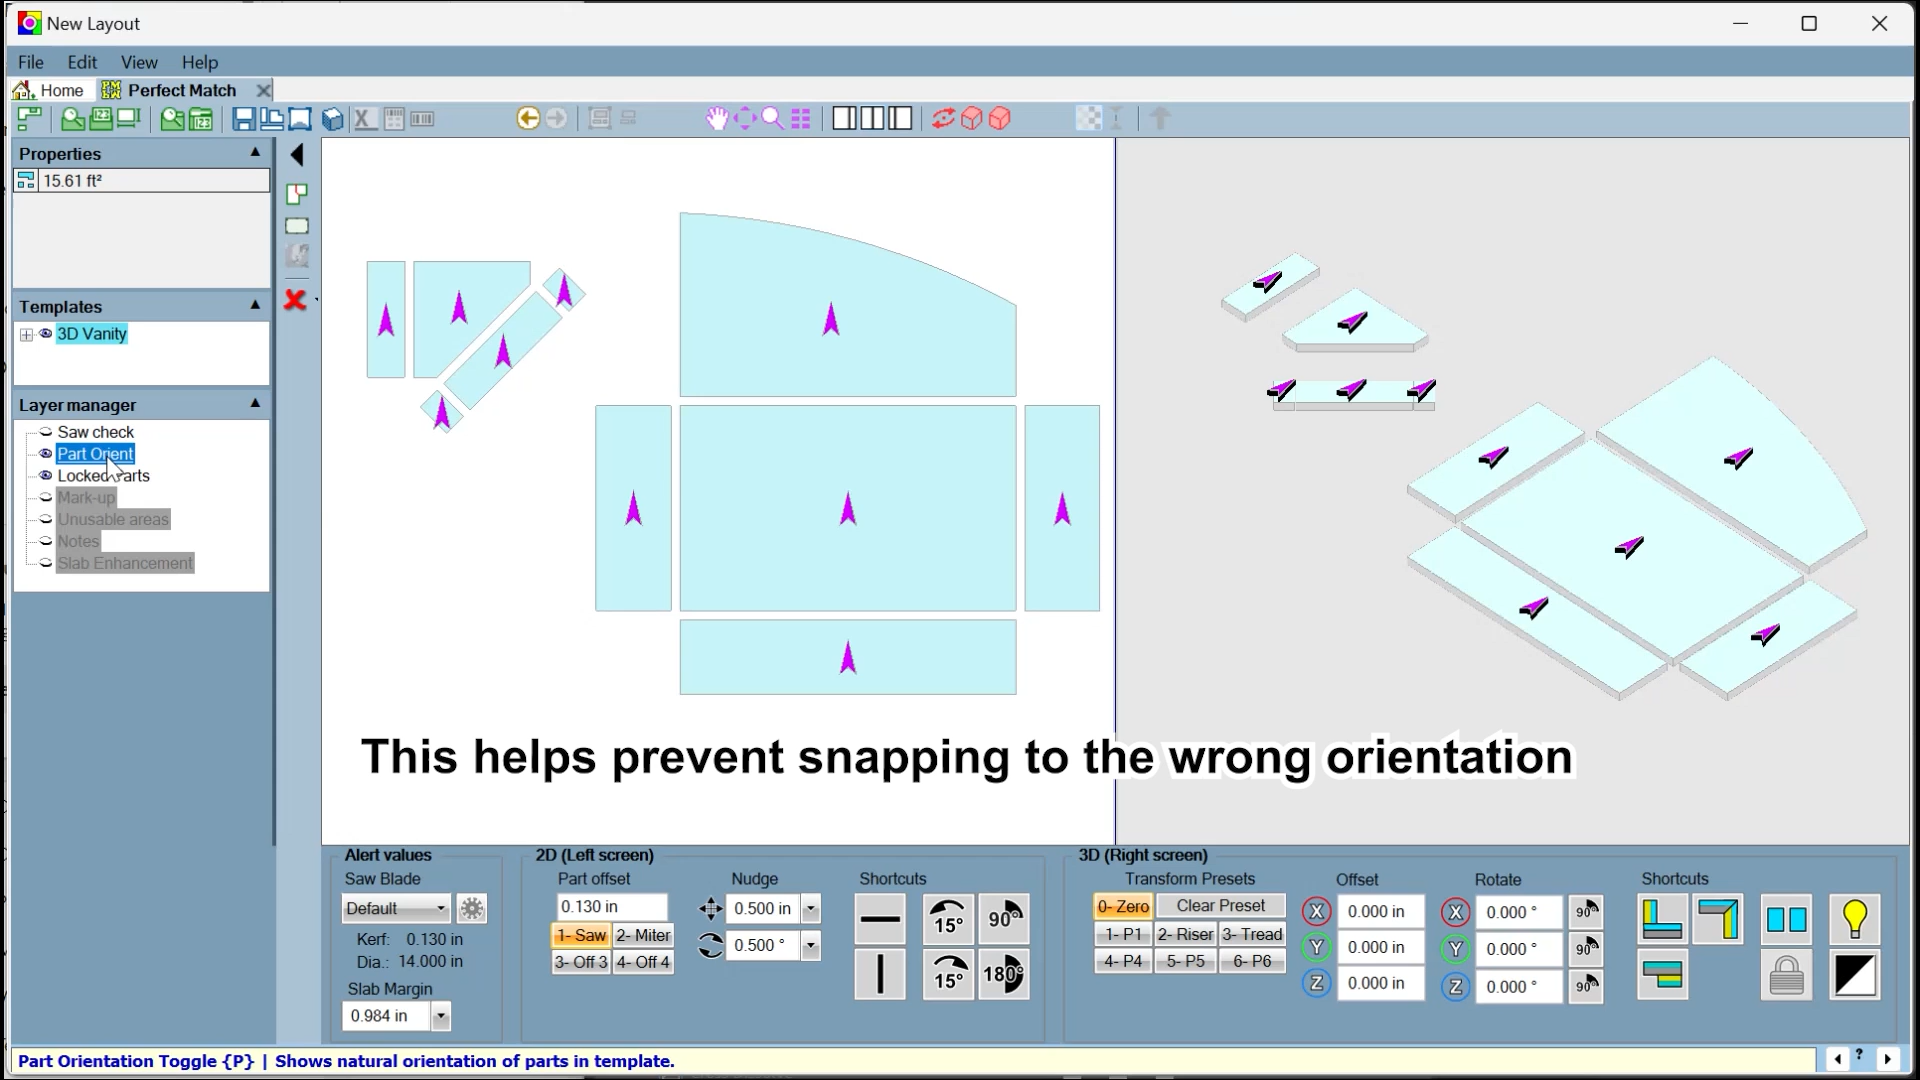 New Layout
File Edit View Help
Home Perfect Match
Properties
15.61 ft²
Templates
3D Vanity
Layer manager
Saw check
Part Orient
Locked Parts
Mark-up
Unusable areas
Notes
Slab Enhancement
This helps prevent snapping to the wrong orientation
Alert values
Saw Blade
Default
Kerf: 0.130 in
Dia.: 14.000 in
Slab Margin
0.984 in
2D (Left screen)
Part offset
0.130 in
1- Saw 2- Miter
3- Off 3 4- Off 4
Nudge
0.500 in
0.500 °
Shortcuts
15° 90°
15° 180°
3D (Right screen)
Transform Presets
0- Zero Clear Preset
1- P1 2- Riser 3- Tread
4- P4 5- P5 6- P6
Offset
X 0.000 in
Y 0.000 in
Z 0.000 in
Rotate
X 0.000 ° 90°
Y 0.000 ° 90°
Z 0.000 ° 90°
Shortcuts
Part Orientation Toggle {P} | Shows natural orientation of parts in template.
?